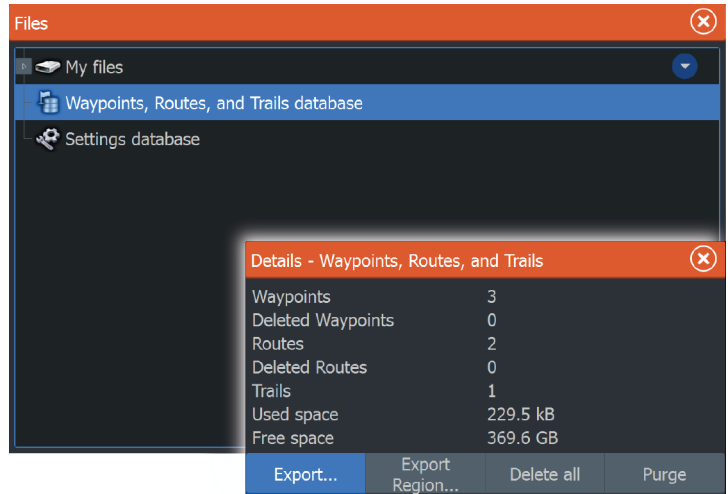 Files
My files
Waypoints, Routes, and Trails database
Settings database
Details - Waypoints, Routes, and Trails
Waypoints 3
Deleted Waypoints 0
Routes 2
Deleted Routes 0
Trails 1
Used space 229.5 kB
Free space 369.6 GB
Export... Export Region... Delete all Purge